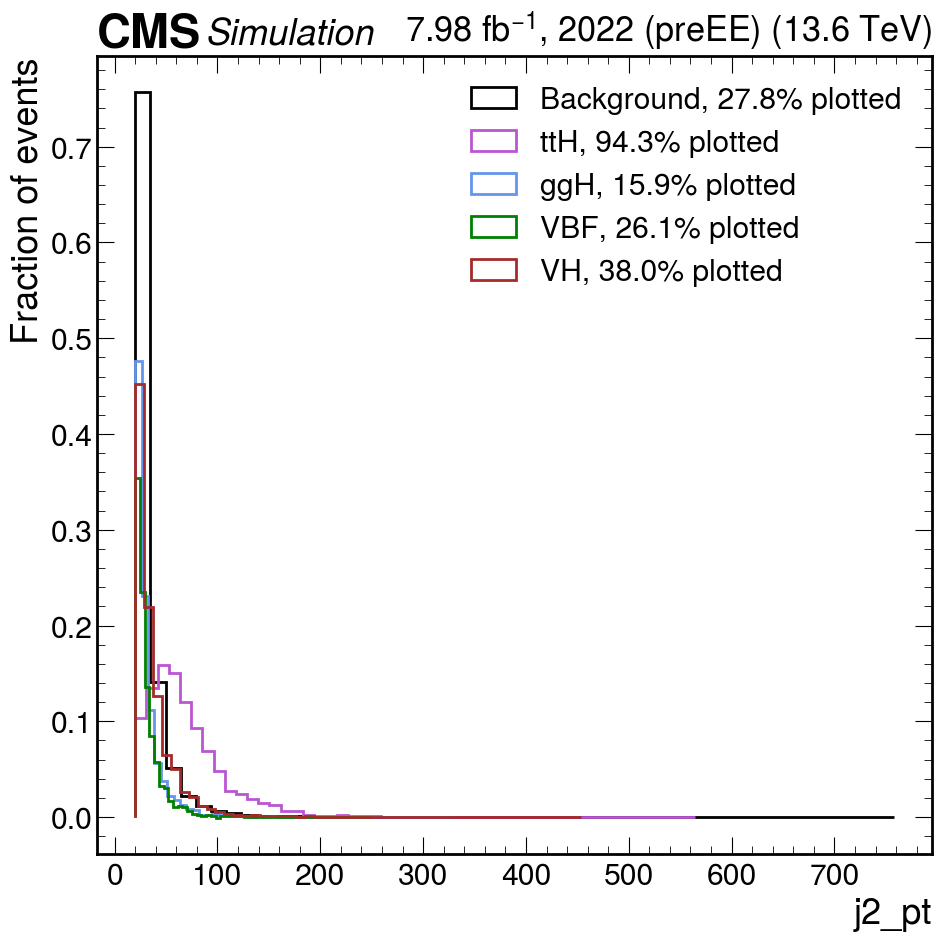 CMS Simulation 7.98 fb⁻¹, 2022 (preEE) (13.6 TeV)
Fraction of events
Background, 27.8% plotted
ttH, 94.3% plotted
ggH, 15.9% plotted
VBF, 26.1% plotted
VH, 38.0% plotted
0.7
0.6
0.5
0.4
0.3
0.2
0.1
0.0
0 100 200 300 400 500 600 700
j2_pt